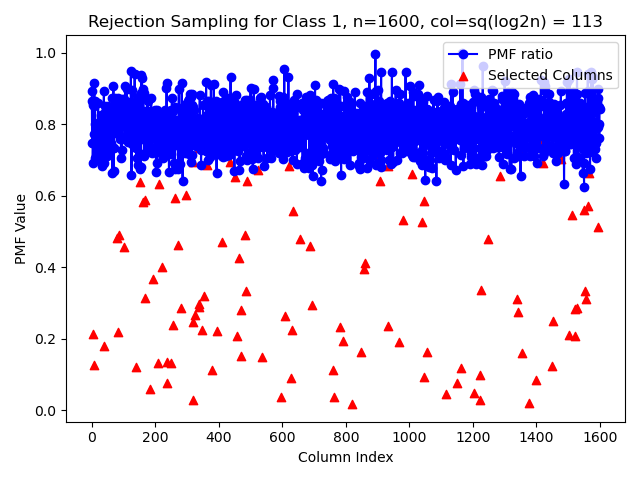 Rejection Sampling for Class 1, n=1600, col=sq(log2n) = 113
PMF ratio
Selected Columns
PMF Value
1.0
0.8
0.6
0.4
0.2
0.0
0 200 400 600 800 1000 1200 1400 1600
Column Index